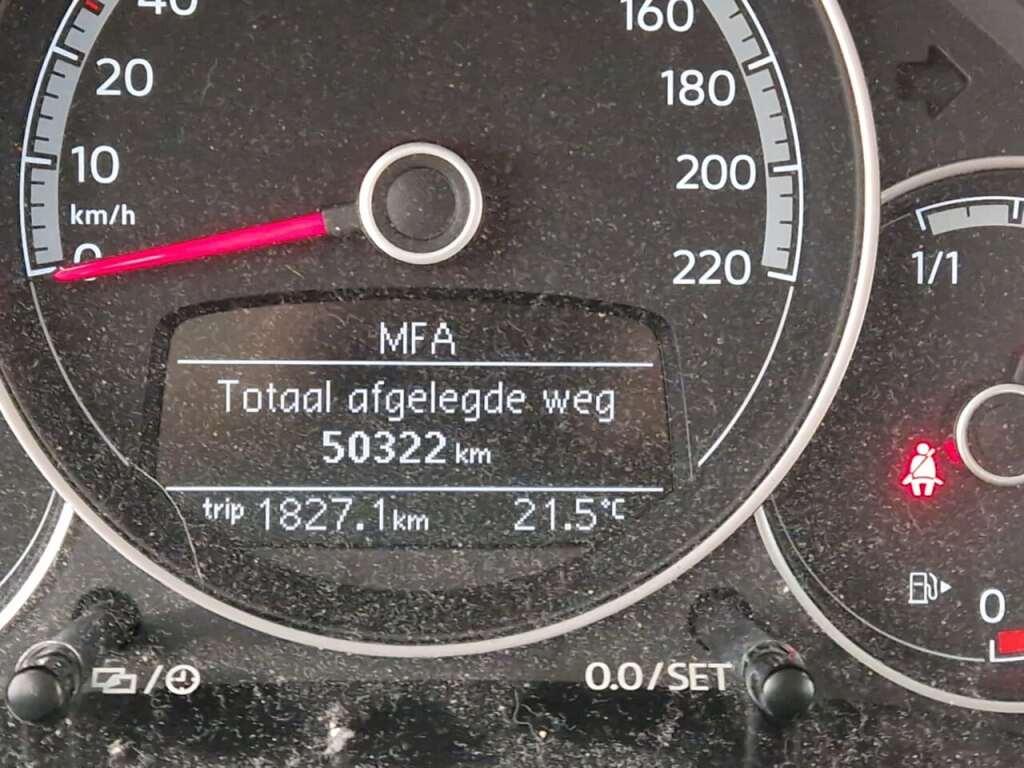 40
160
20
180
10
200
km/h
0
220
1/1
MFA
Totaal afgelegde weg
50322 km
trip 1827.1 km 21.5 °C
0
0.0/SET